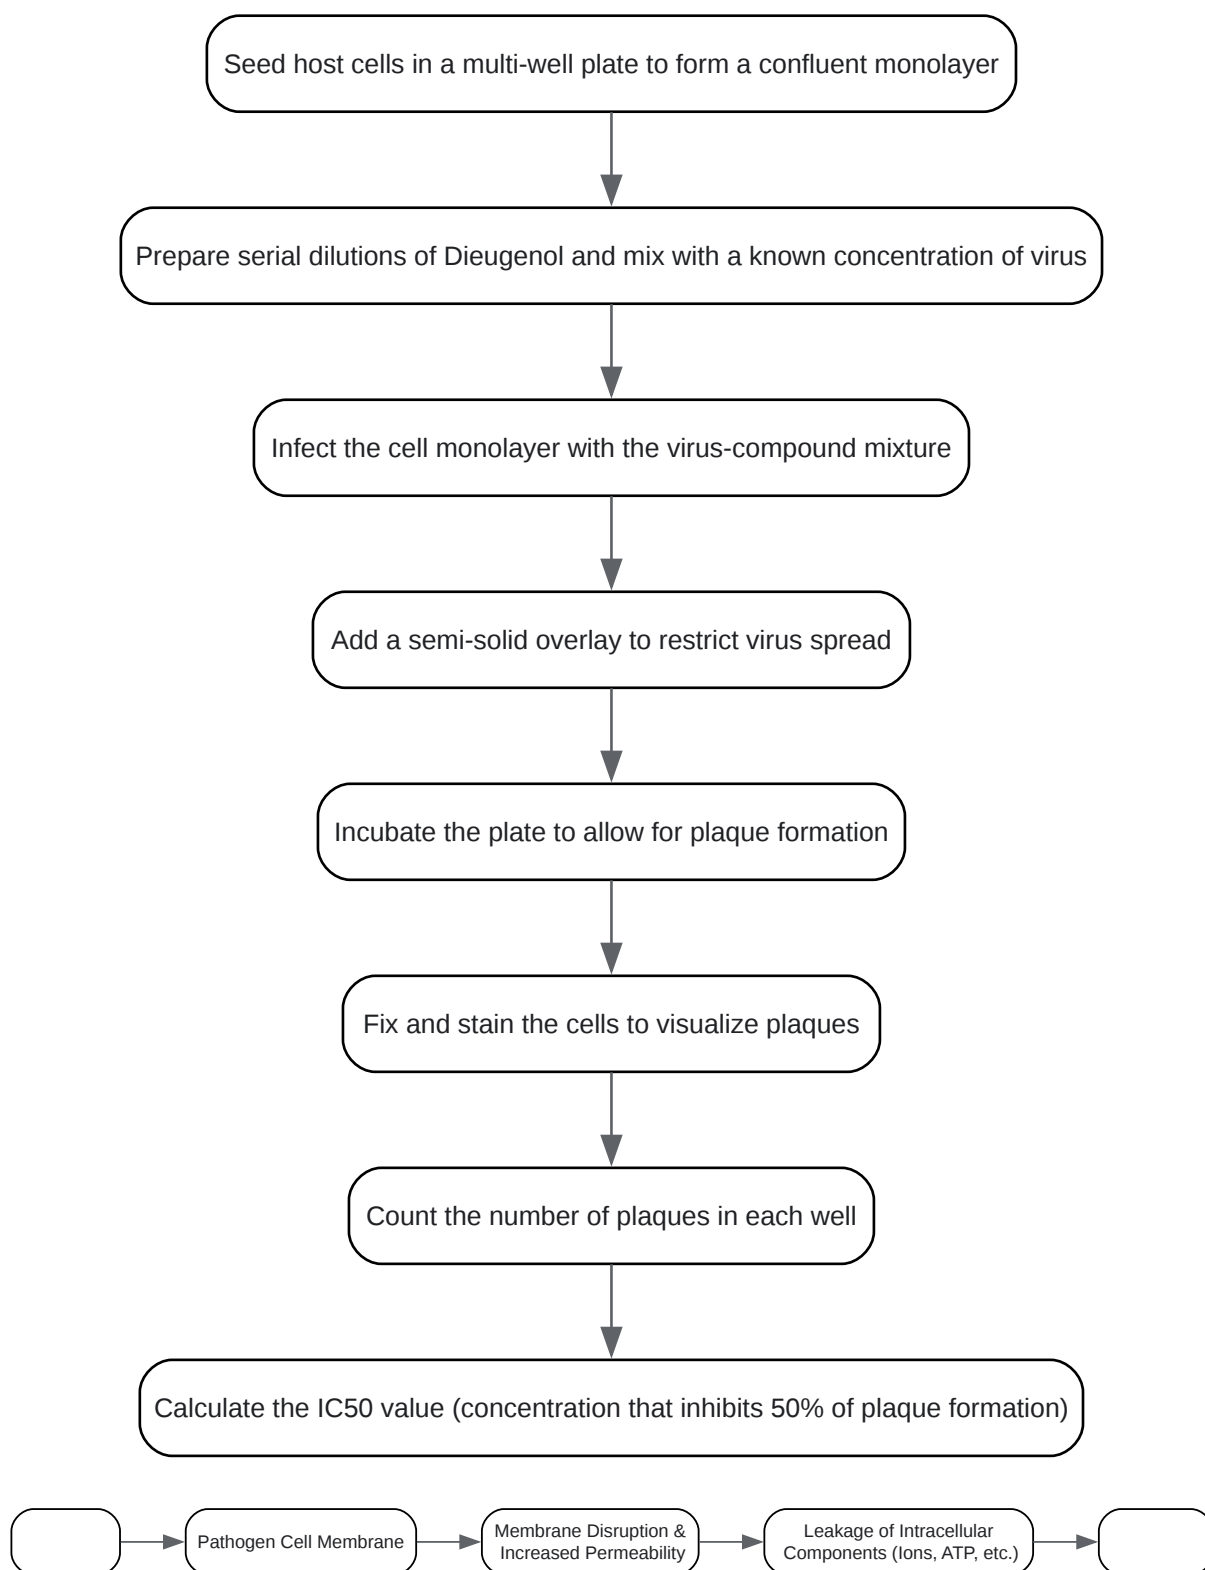 Seed host cells in a multi-well plate to form a confluent monolayer
Prepare serial dilutions of Dieugenol and mix with a known concentration of virus
Infect the cell monolayer with the virus-compound mixture
Add a semi-solid overlay to restrict virus spread
Incubate the plate to allow for plaque formation
Fix and stain the cells to visualize plaques
Count the number of plaques in each well
Calculate the IC50 value (concentration that inhibits 50% of plaque formation)
Pathogen Cell Membrane
Membrane Disruption &
Increased Permeability
Leakage of Intracellular
Components (Ions, ATP, etc.)